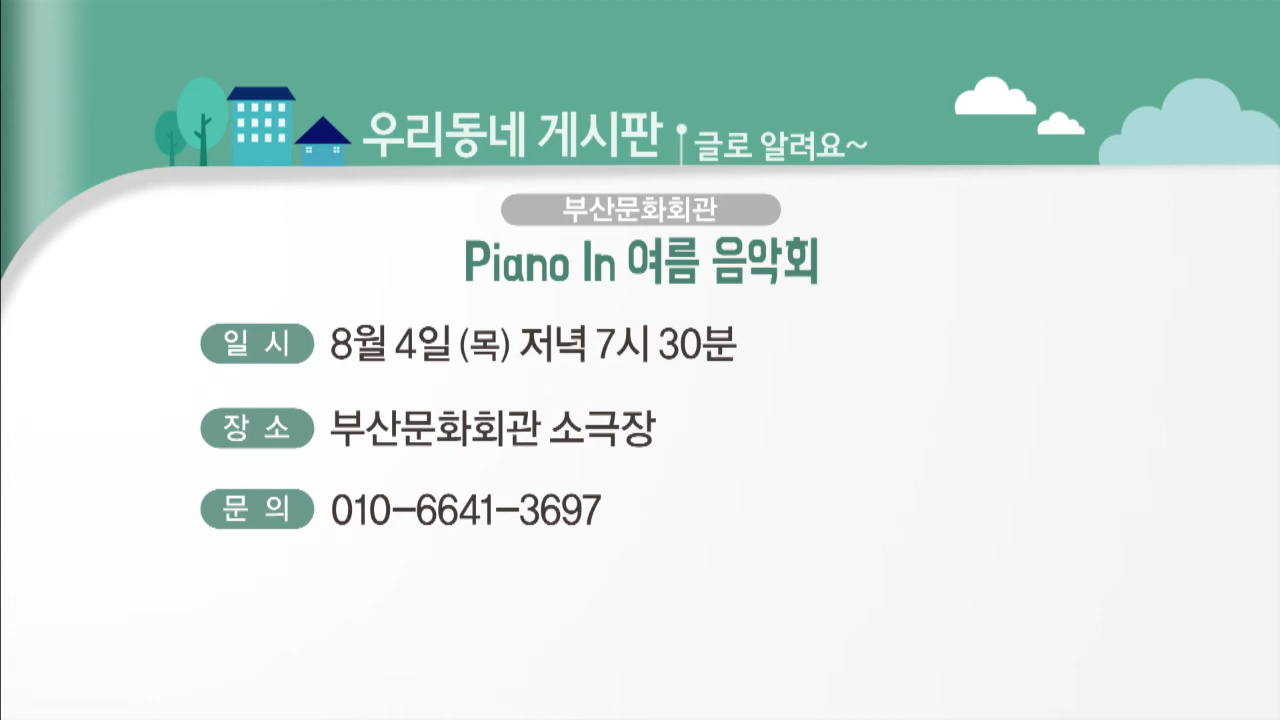 우리동네 게시판 글로 알려요~
부산문화회관
Piano In 여름 음악회
일 시 8월 4일 (목) 저녁 7시 30분
장 소 부산문화회관 소극장
문 의 010-6641-3697